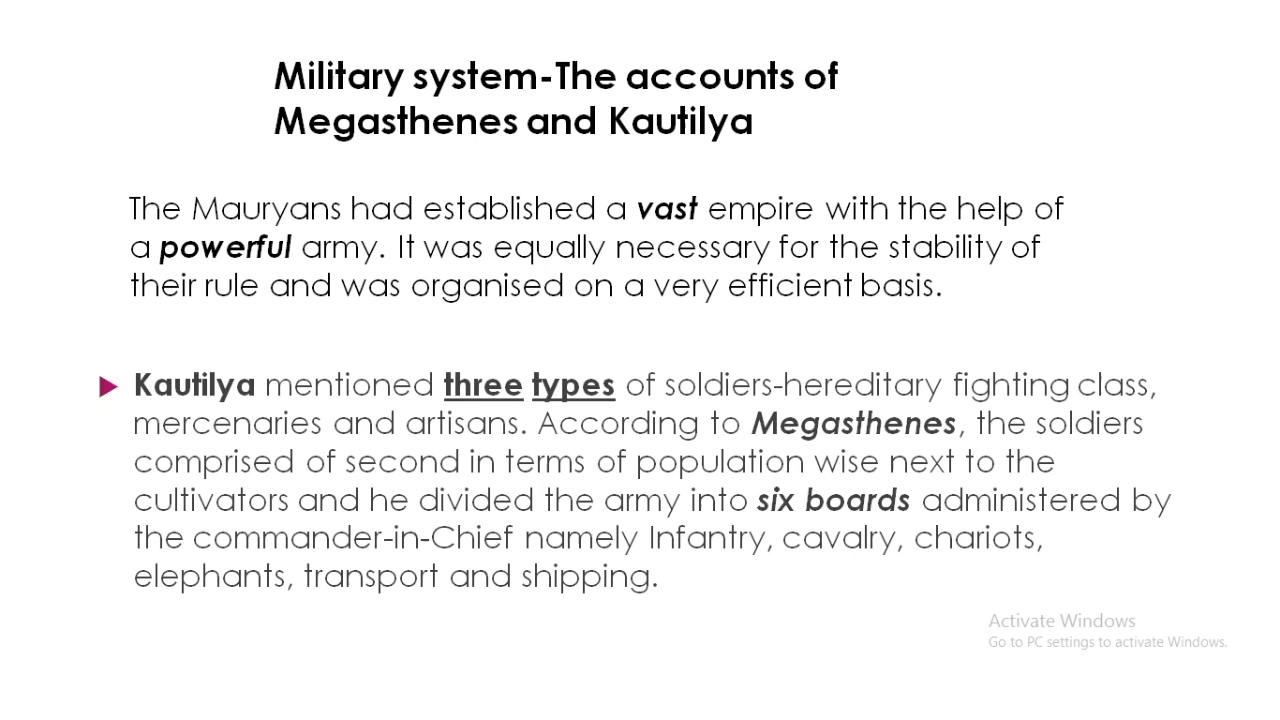 Military system-The accounts of
Megasthenes and Kautilya
The Mauryans had established a vast empire with the help of
a powerful army. It was equally necessary for the stability of
their rule and was organised on a very efficient basis.
Kautilya mentioned three types of soldiers-hereditary fighting class,
mercenaries and artisans. According to Megasthenes, the soldiers
comprised of second in terms of population wise next to the
cultivators and he divided the army into six boards administered by
the commander-in-Chief namely Infantry, cavalry, chariots,
elephants, transport and shipping.
Activate Windows
Go to PC settings to activate Windows.